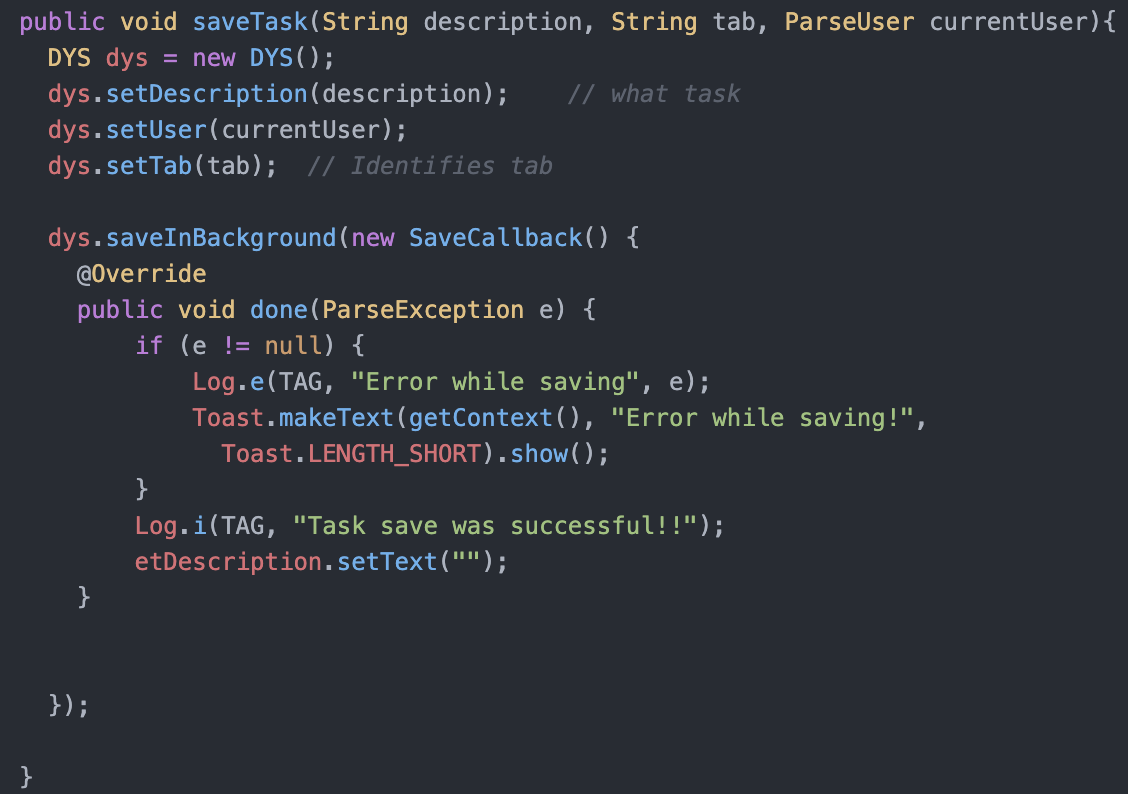 public void saveTask(String description, String tab, ParseUser currentUser){
  DYS dys = new DYS();
  dys.setDescription(description);    // what task
  dys.setUser(currentUser);
  dys.setTab(tab);  // Identifies tab

  dys.saveInBackground(new SaveCallback() {
    @Override
    public void done(ParseException e) {
        if (e != null) {
            Log.e(TAG, "Error while saving", e);
            Toast.makeText(getContext(), "Error while saving!",
              Toast.LENGTH_SHORT).show();
        }
        Log.i(TAG, "Task save was successful!!");
        etDescription.setText("");
    }


  });

}